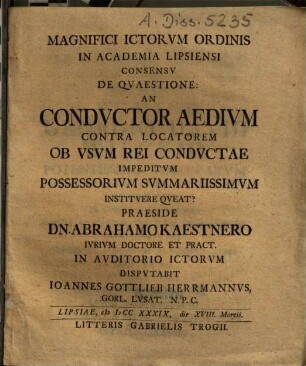 A. Diss. 5235
MAGNIFICI ICTORVM ORDINIS
IN ACADEMIA LIPSIENSI
CONSENSV
DE QVAESTIONE:
AN
CONDVCTOR AEDIVM
CONTRA LOCATOREM
OB VSVM REI CONDVCTAE
IMPEDITVM
POSSESSORIVM SVMMARIISSIMVM
INSTITVERE QVEAT?
PRAESIDE
DN. ABRAHAMO KAESTNERO
IVRIVM DOCTORE ET PRACT.
IN AVDITORIO ICTORVM
DISPVTABIT
IOANNES GOTTLIEB HERRMANNVS,
GORL. LVSAT. N. P. C.
LIPSIAE, cIɔ IɔCC XXXIX, die XVIII. Martii.
LITTERIS GABRIELIS TROGII.